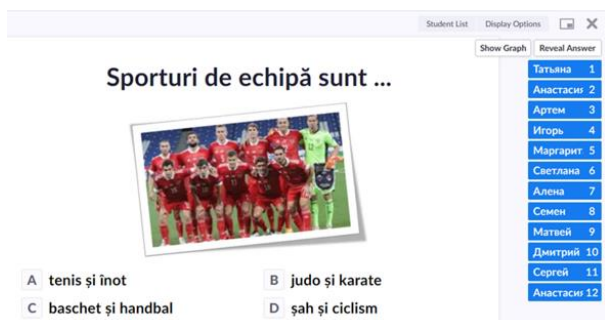 Student List Display Options
Show Graph Reveal Answer
Sporturi de echipă sunt ...
A tenis și înot
B judo și karate
C baschet și handbal
D șah și ciclism
Татьяна 1
Анастасия 2
Артем 3
Игорь 4
Маргарит 5
Светлана 6
Алена 7
Семен 8
Матвей 9
Дмитрий 10
Сергей 11
Анастасия 12